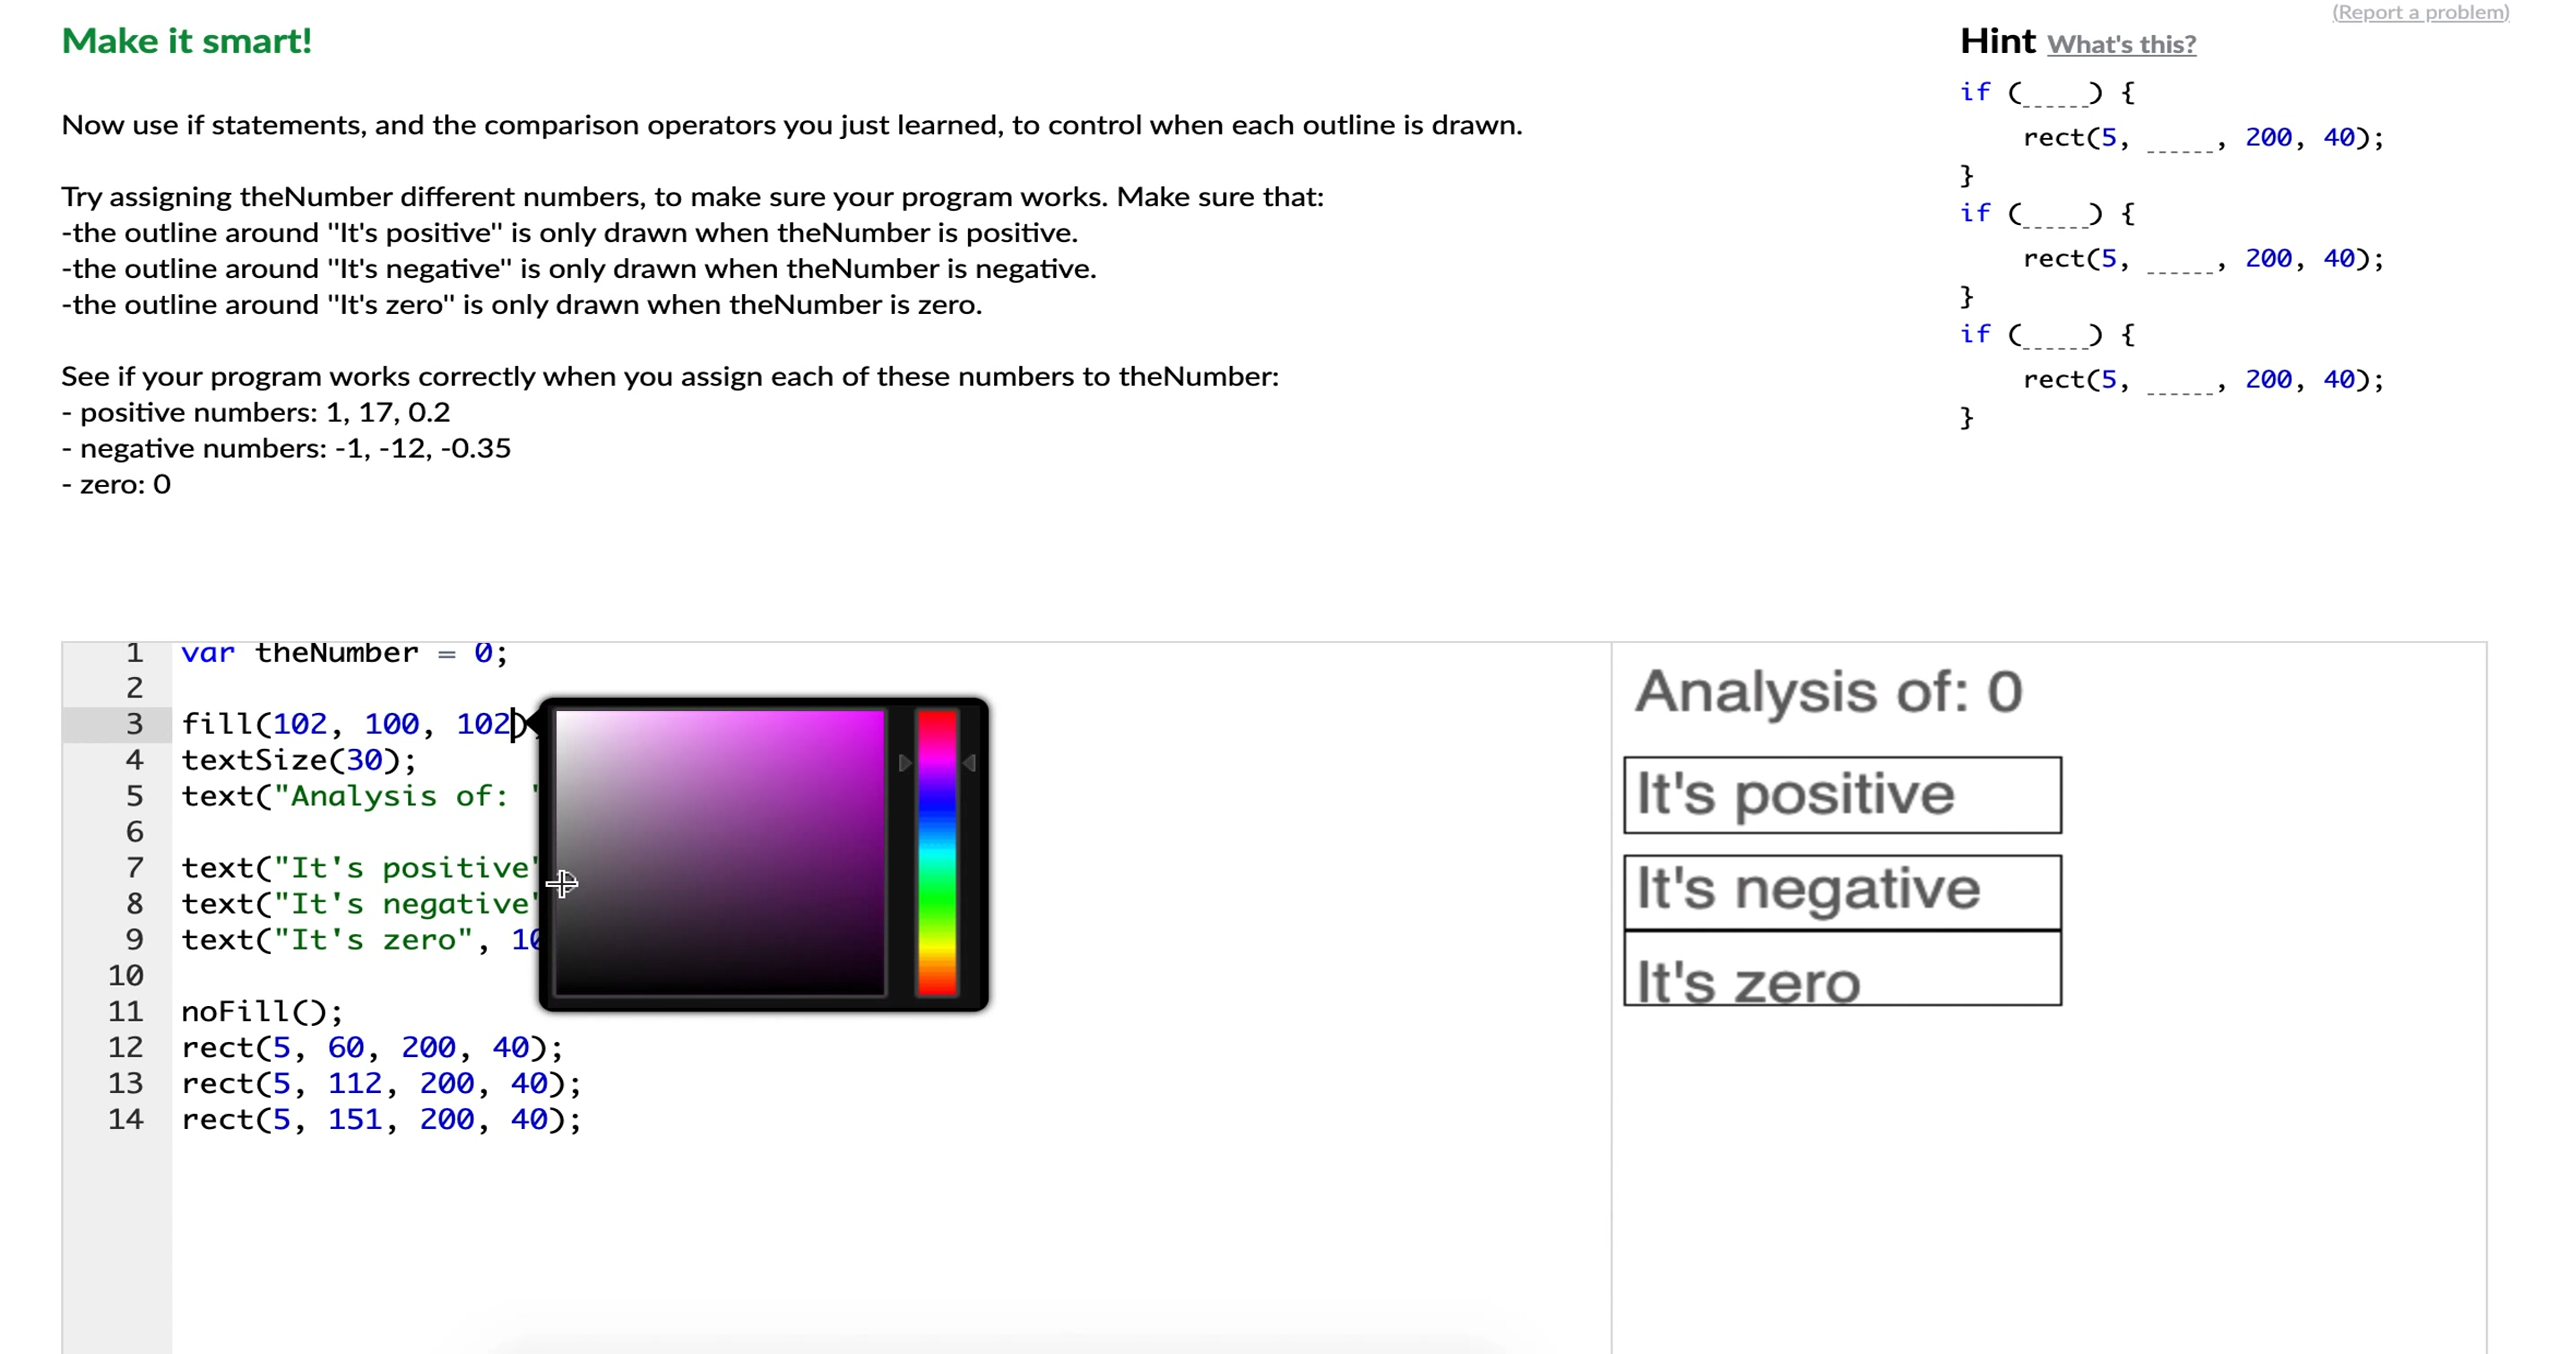 (Report a problem)
Make it smart!
Hint What's this?
Now use if statements, and the comparison operators you just learned, to control when each outline is drawn.
Try assigning theNumber different numbers, to make sure your program works. Make sure that:
-the outline around "It's positive" is only drawn when theNumber is positive.
-the outline around "It's negative" is only drawn when theNumber is negative.
-the outline around "It's zero" is only drawn when theNumber is zero.
See if your program works correctly when you assign each of these numbers to theNumber:
- positive numbers: 1, 17, 0.2
- negative numbers: -1, -12, -0.35
- zero: 0
if (_____) {
rect(5, _____, 200, 40);
}
if (_____) {
rect(5, _____, 200, 40);
}
if (_____) {
rect(5, _____, 200, 40);
}
1 var theNumber = 0;
2
3 fill(102, 100, 102)
4 textSize(30);
5 text("Analysis of: "
6
7 text("It's positive"
8 text("It's negative"
9 text("It's zero", 10
10
11 noFill();
12 rect(5, 60, 200, 40);
13 rect(5, 112, 200, 40);
14 rect(5, 151, 200, 40);
Analysis of: 0
It's positive
It's negative
It's zero